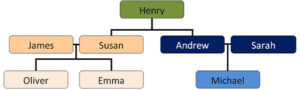 Henry
James Susan Andrew Sarah
Oliver Emma Michael